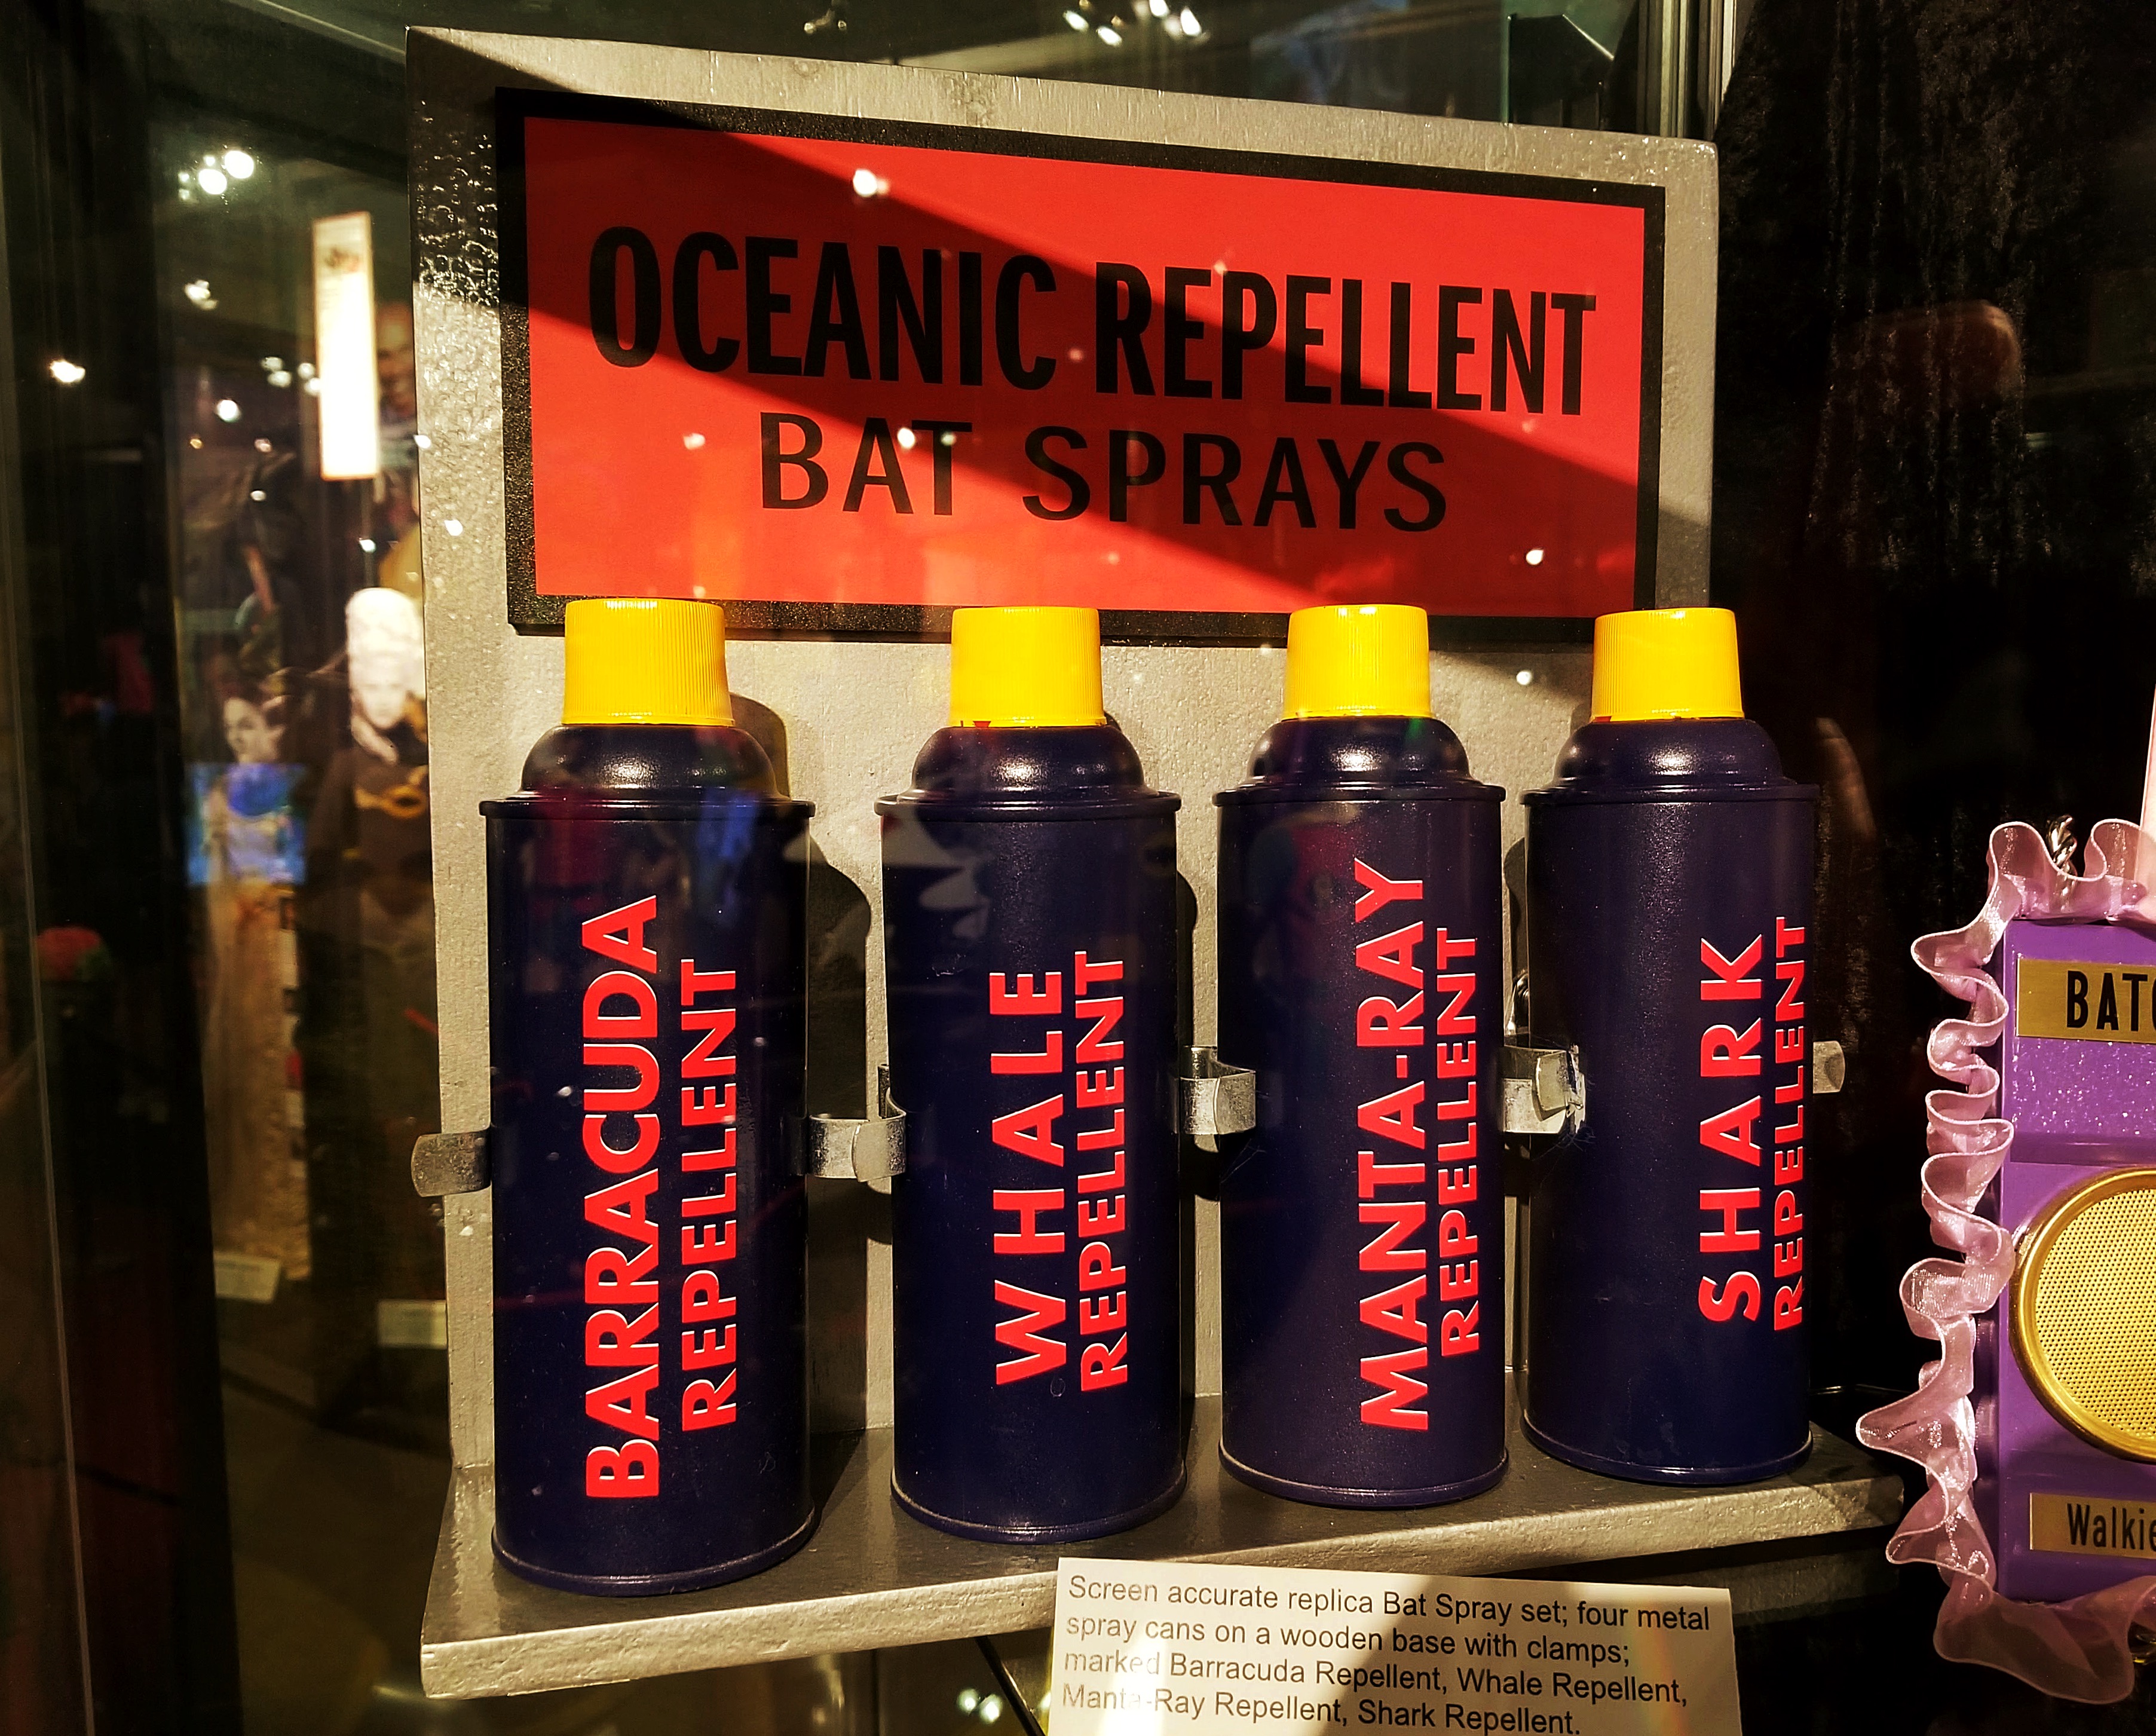 OCEANIC REPELLENT
BAT SPRAYS
BARRACUDA
REPELLENT
WHALE
REPELLENT
MANTA-RAY
REPELLENT
SHARK
REPELLENT
Screen accurate replica Bat Spray set; four metal
spray cans on a wooden base with clamps;
marked Barracuda Repellent, Whale Repellent,
Manta-Ray Repellent, Shark Repellent.